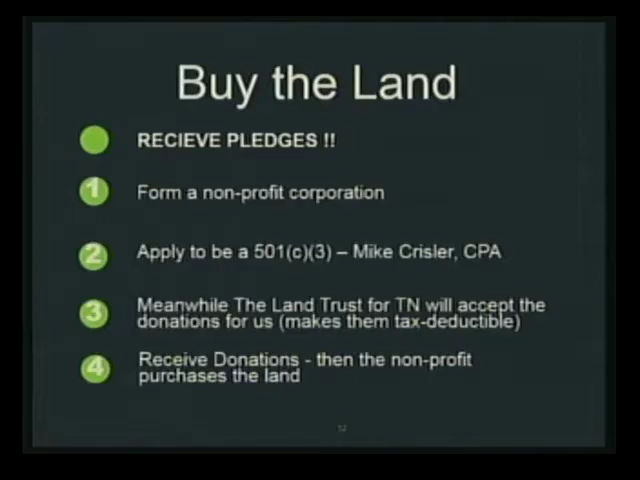 Buy the Land
RECIEVE PLEDGES !!
1 Form a non-profit corporation
2 Apply to be a 501(c)(3) – Mike Crisler, CPA
3 Meanwhile The Land Trust for TN will accept the
donations for us (makes them tax-deductible)
4 Receive Donations - then the non-profit
purchases the land